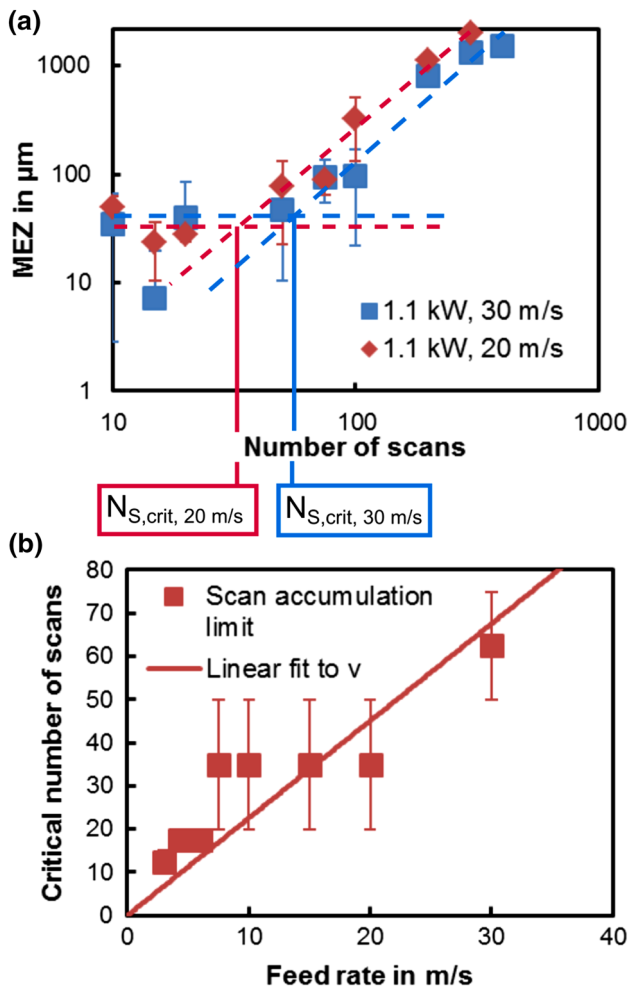 (a)
MEZ in µm
1000
100
10
1
10
100
1000
1.1 kW, 30 m/s
1.1 kW, 20 m/s
Number of scans
NS,crit, 20 m/s
NS,crit, 30 m/s
(b)
Critical number of scans
80
70
60
50
40
30
20
10
0
Scan accumulation
limit
Linear fit to v
0
10
20
30
40
Feed rate in m/s